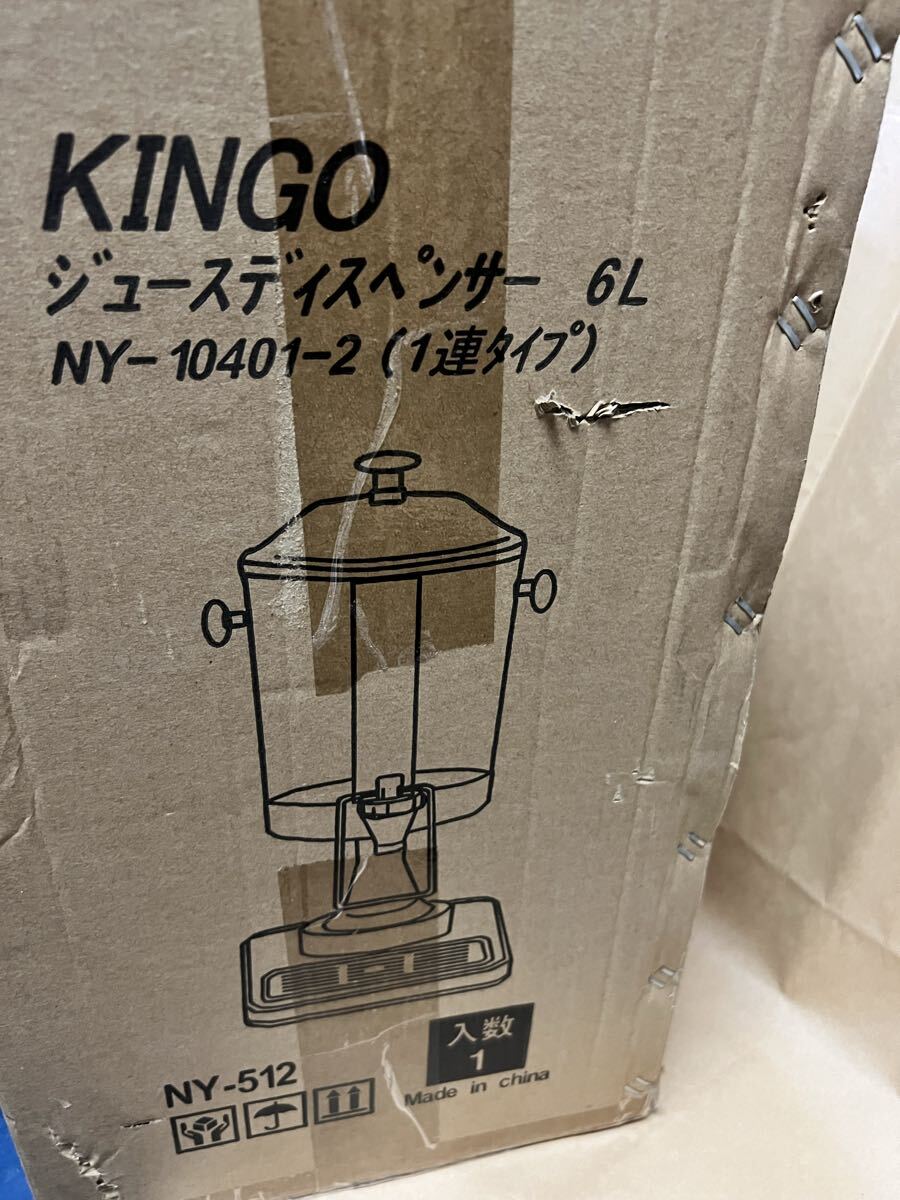 KINGO
ジュースディスペンサー 6L
NY-10401-2 (1連タイプ)
NY-512
入数
1
Made in china